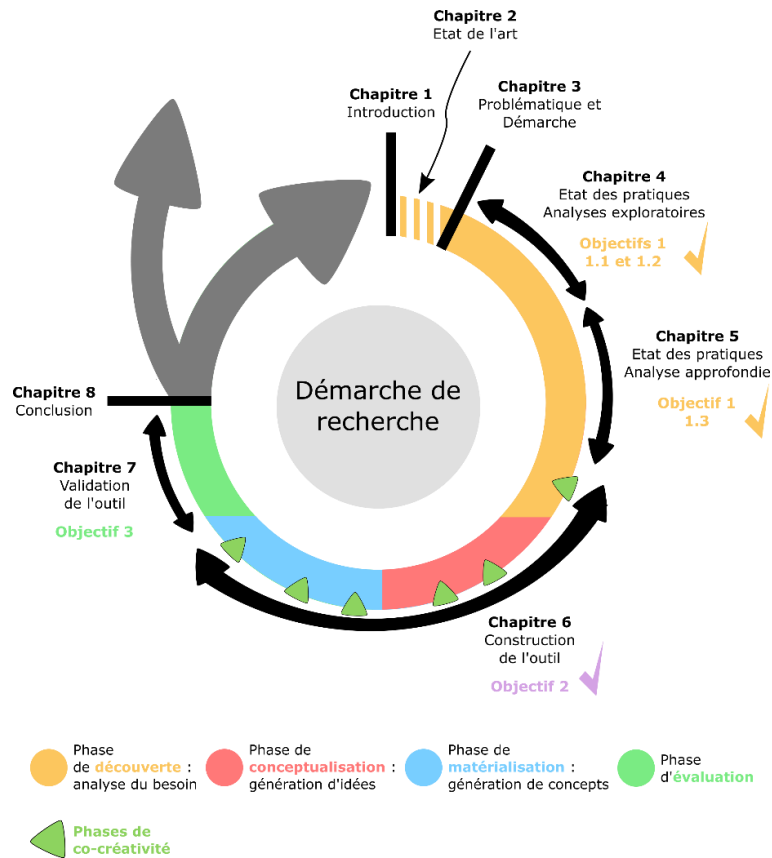 Chapitre 2
Etat de l'art
Chapitre 1
Introduction
Chapitre 3
Problématique et
Démarche
Chapitre 4
Etat des pratiques
Analyses exploratoires
Objectifs 1
1.1 et 1.2
Chapitre 5
Etat des pratiques
Analyse approfondie
Objectif 1
1.3
Démarche de
recherche
Chapitre 8
Conclusion
Chapitre 7
Validation
de l'outil
Objectif 3
Chapitre 6
Construction
de l'outil
Objectif 2
Phase
de découverte :
analyse du besoin
Phase de
conceptualisation :
génération d'idées
Phase de
matérialisation :
génération de concepts
Phase
d'évaluation
Phases de
co-créativité